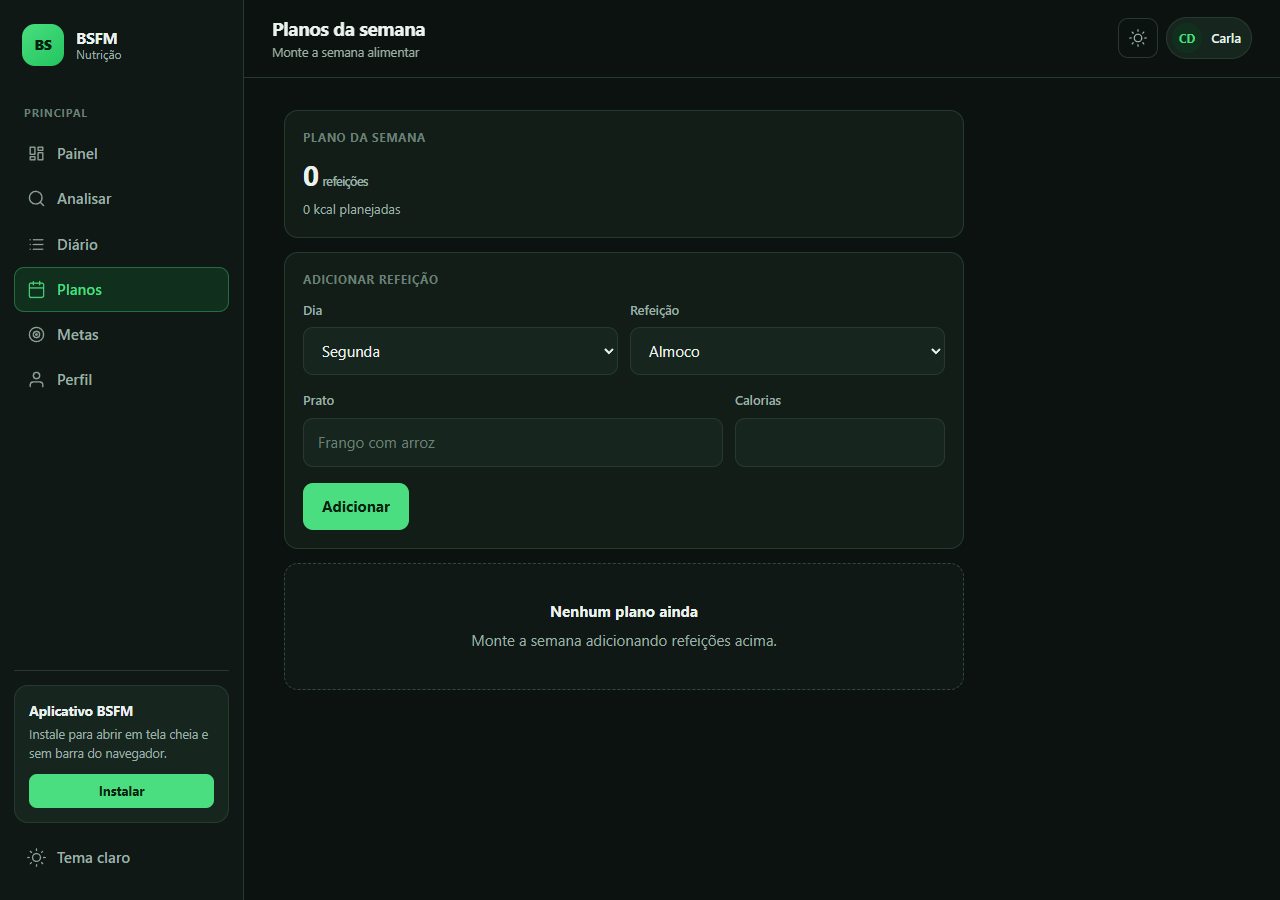 BS
BSFM
Nutrição
PRINCIPAL
Painel
Analisar
Diário
Planos
Metas
Perfil
Aplicativo BSFM
Instale para abrir em tela cheia e
sem barra do navegador.
Instalar
Tema claro
Planos da semana
Monte a semana alimentar
CD Carla
PLANO DA SEMANA
0 refeições
0 kcal planejadas
ADICIONAR REFEIÇÃO
Dia Refeição
Segunda Almoco
Prato Calorias
Frango com arroz
Adicionar
Nenhum plano ainda
Monte a semana adicionando refeições acima.